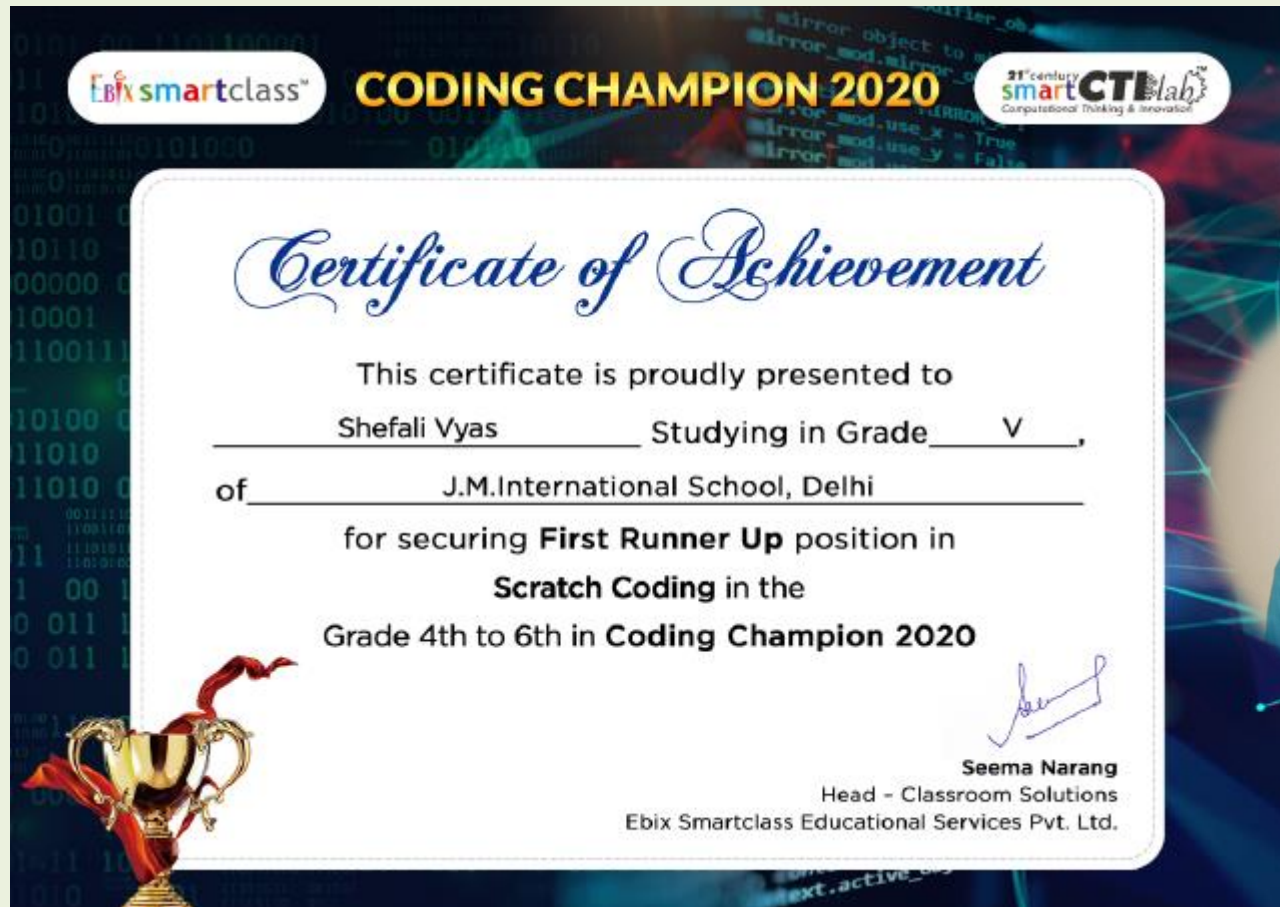 Ebix smartclass™
CODING CHAMPION 2020
21st century
smart CTI lab™
Computational Thinking & Innovation
Certificate of Achievement
This certificate is proudly presented to
Shefali Vyas Studying in Grade V,
of J.M.International School, Delhi
for securing First Runner Up position in
Scratch Coding in the
Grade 4th to 6th in Coding Champion 2020
Seema Narang
Head – Classroom Solutions
Ebix Smartclass Educational Services Pvt. Ltd.